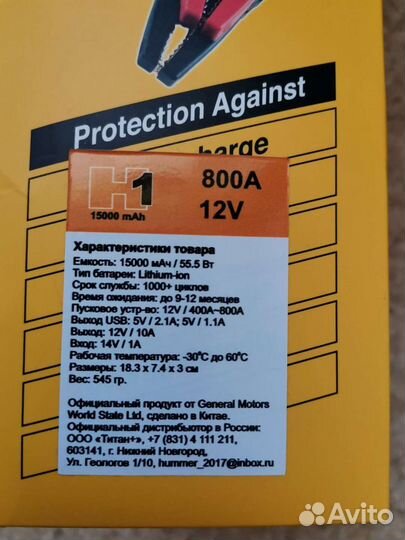 Protection Against
charge
H1
800A
15000 mAh
12V
Характеристики товара
Емкость: 15000 мАч / 55.5 Вт
Тип батареи: Lithium-ion
Срок службы: 1000+ циклов
Время ожидания: до 9-12 месяцев
Пусковое устр-во: 12V / 400A~800A
Выход USB: 5V / 2.1A; 5V / 1.1A
Выход: 12V / 10A
Вход: 14V / 1A
Рабочая температура: -30°C до 60°C
Размеры: 18.3 x 7.4 x 3 см
Вес: 545 гр.
Официальный продукт от General Motors
World State Ltd, сделано в Китае.
Официальный дистрибьютор в России:
ООО «Титан+», +7 (831) 4 111 211,
603141, г. Нижний Новгород,
Ул. Геологов 1/10, hummer_2017@inbox.ru
Avito